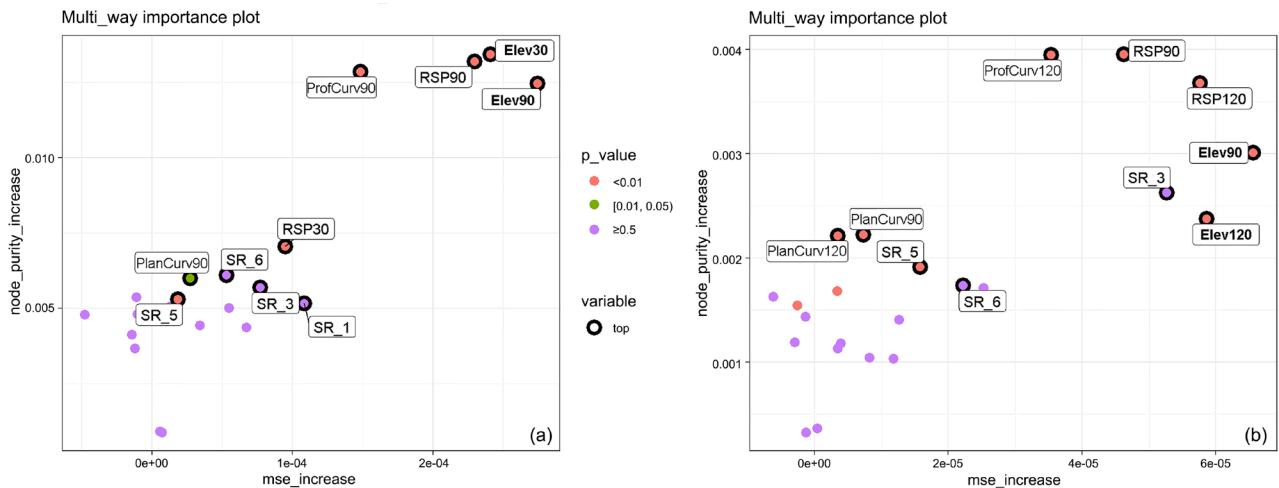 Multi_way importance plot
Elev30
RSP90
ProfCurv90
Elev90
0.010
RSP30
PlanCurv90
SR_6
0.005
SR_5
SR_3
SR_1
(a)
0e+00
1e-04
2e-04
mse_increase
node_purity_increase
p_value
<0.01
[0.01, 0.05)
≥0.5
variable
top
Multi_way importance plot
0.004
RSP90
ProfCurv120
RSP120
0.003
Elev90
SR_3
PlanCurv90
Elev120
PlanCurv120
SR_5
0.002
SR_6
0.001
(b)
0e+00
2e-05
4e-05
6e-05
mse_increase
node_purity_increase